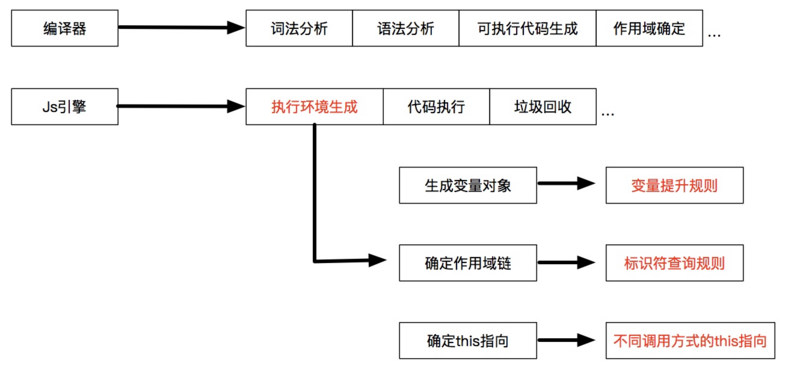 编译器 词法分析 语法分析 可执行代码生成 作用域确定 ...
Js引擎 执行环境生成 代码执行 垃圾回收 ...
生成变量对象 变量提升规则
确定作用域链 标识符查询规则
确定this指向 不同调用方式的this指向